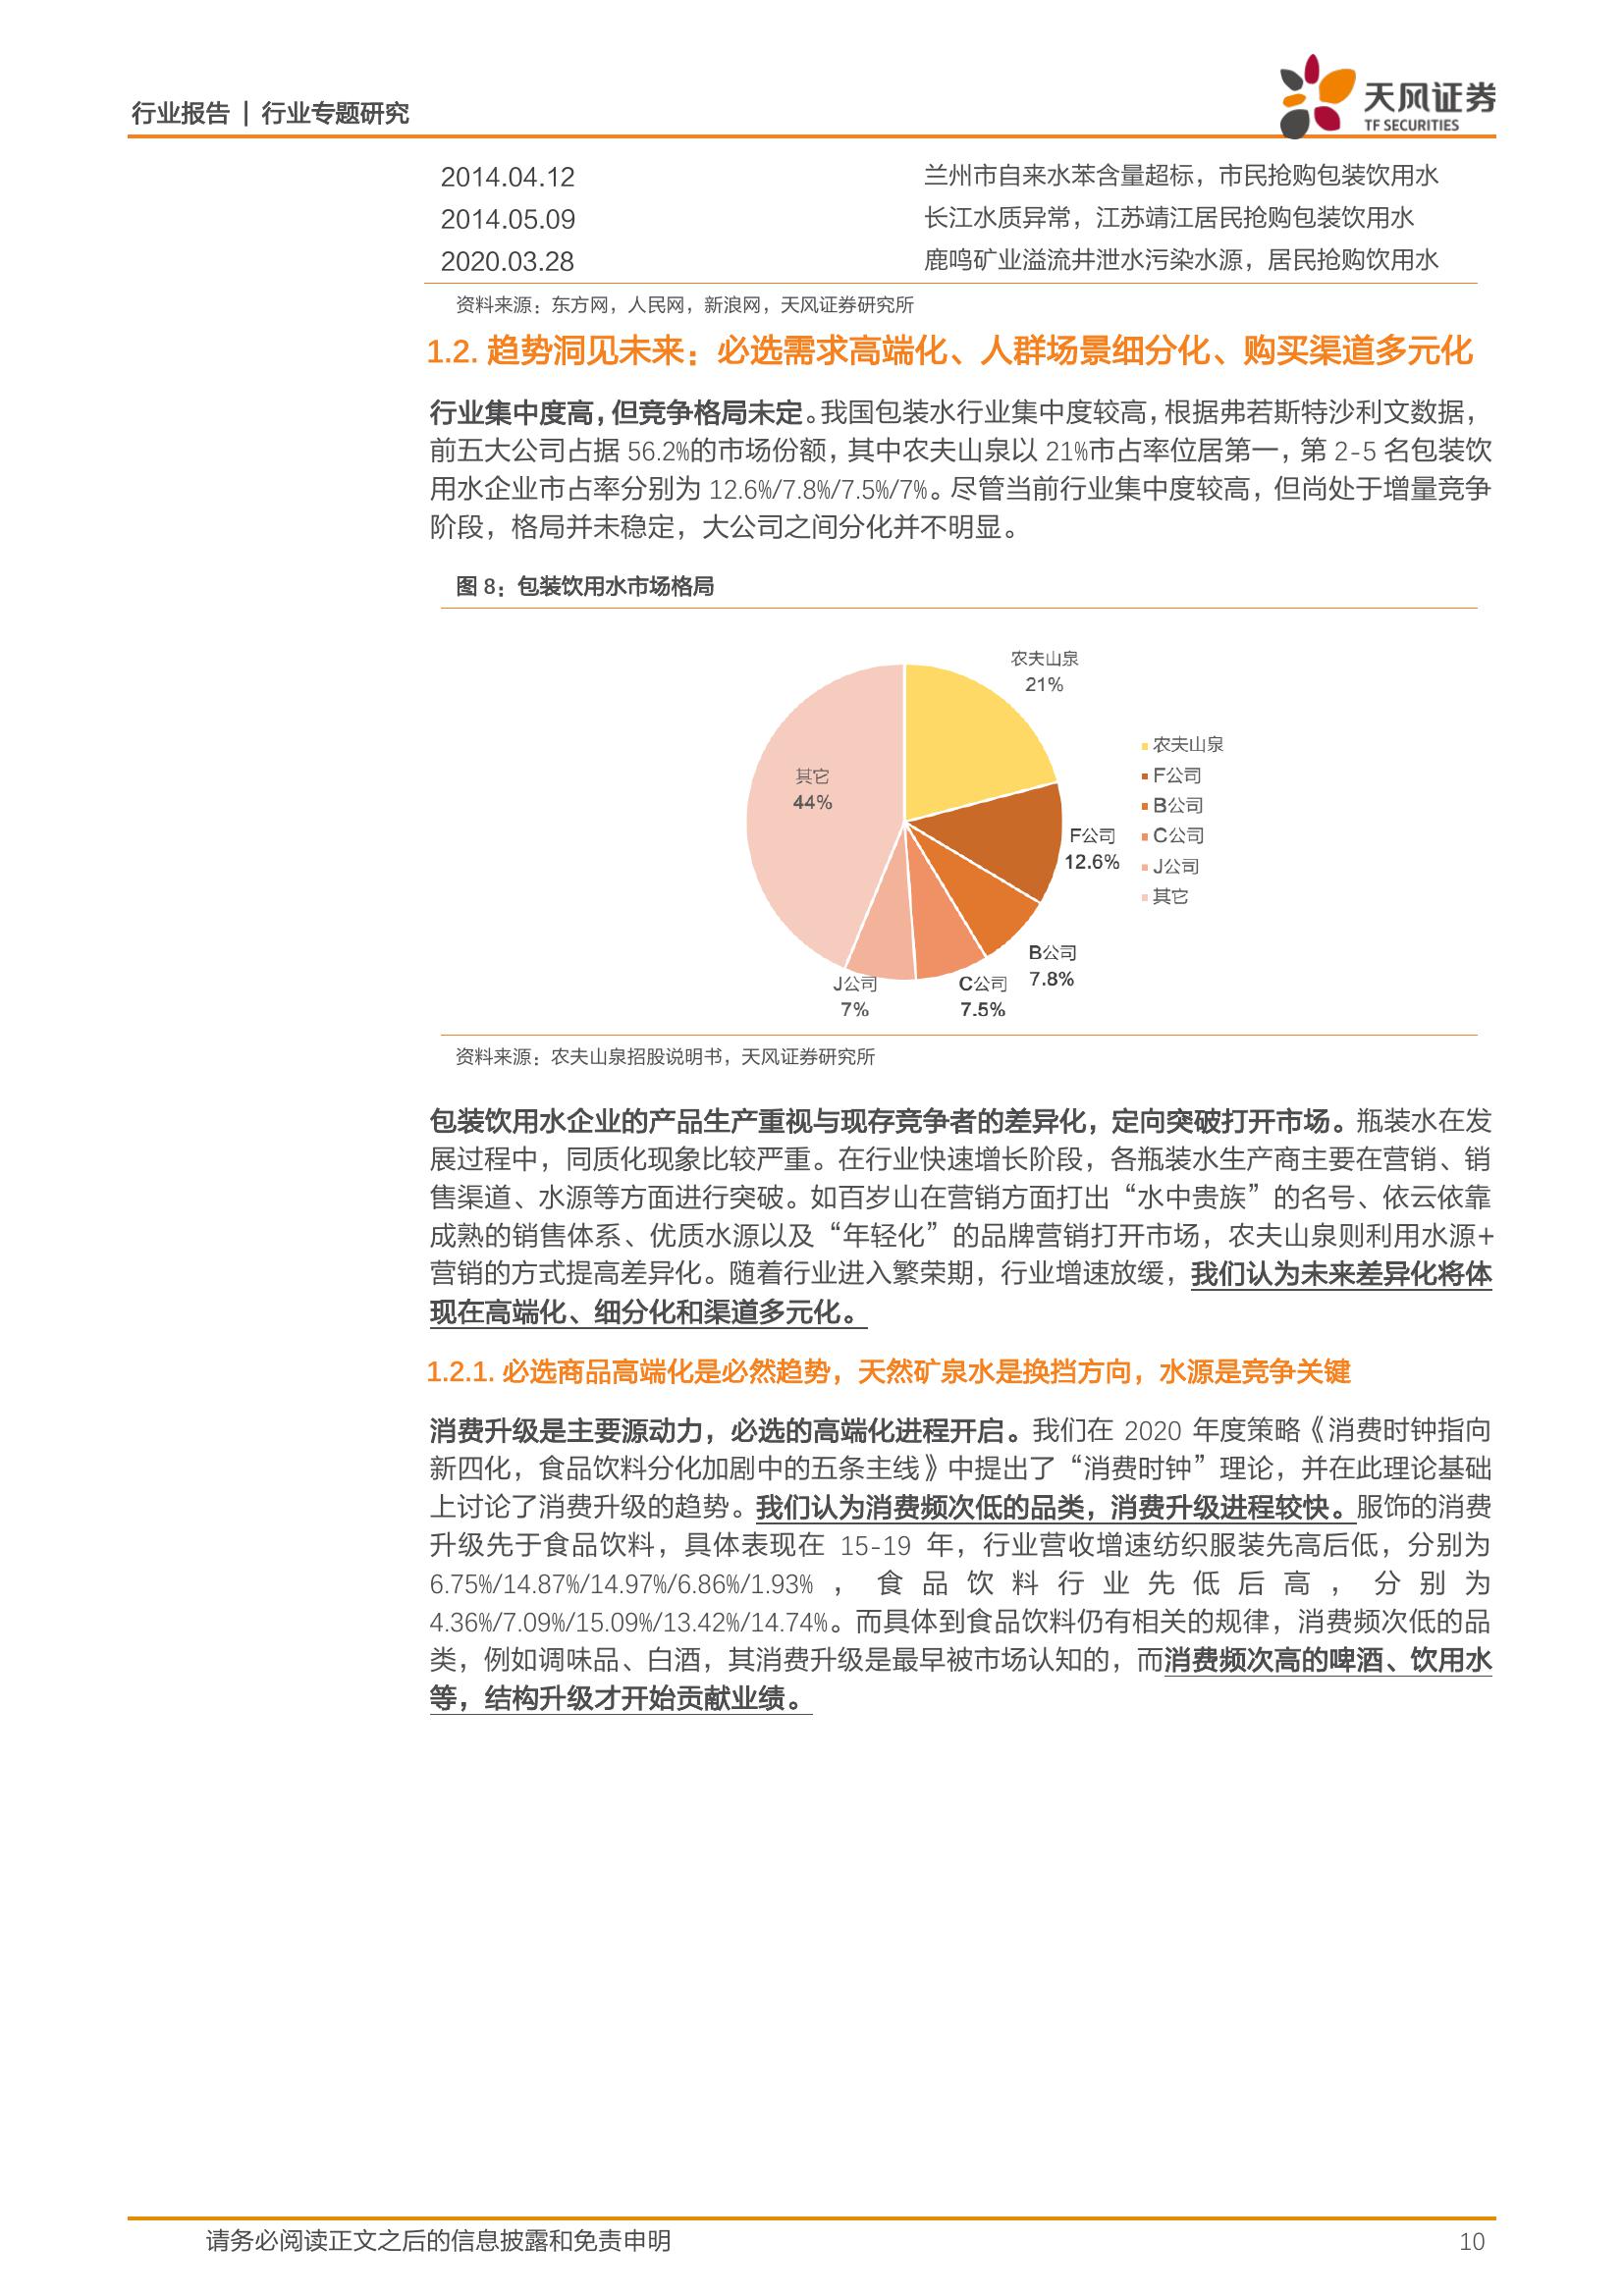 行业报告 | 行业专题研究
天风证券
TF SECURITIES
2014.04.12 兰州市自来水苯含量超标，市民抢购包装饮用水
2014.05.09 长江水质异常，江苏靖江居民抢购包装饮用水
2020.03.28 鹿鸣矿业溢流井泄水污染水源，居民抢购饮用水
资料来源：东方网，人民网，新浪网，天风证券研究所
1.2. 趋势洞见未来：必选需求高端化、人群场景细分化、购买渠道多元化
行业集中度高，但竞争格局未定。我国包装水行业集中度较高，根据弗若斯特沙利文数据，
前五大公司占据 56.2%的市场份额，其中农夫山泉以 21%市占率位居第一，第 2-5 名包装饮
用水企业市占率分别为 12.6%/7.8%/7.5%/7%。尽管当前行业集中度较高，但尚处于增量竞争
阶段，格局并未稳定，大公司之间分化并不明显。
图 8：包装饮用水市场格局
农夫山泉
21%
其它
44%
F公司
12.6%
B公司
7.8%
C公司
7.5%
J公司
7%
农夫山泉
F公司
B公司
C公司
J公司
其它
资料来源：农夫山泉招股说明书，天风证券研究所
包装饮用水企业的产品生产重视与现存竞争者的差异化，定向突破打开市场。瓶装水在发
展过程中，同质化现象比较严重。在行业快速增长阶段，各瓶装水生产商主要在营销、销
售渠道、水源等方面进行突破。如百岁山在营销方面打出“水中贵族”的名号、依云依靠
成熟的销售体系、优质水源以及“年轻化”的品牌营销打开市场，农夫山泉则利用水源+
营销的方式提高差异化。随着行业进入繁荣期，行业增速放缓，我们认为未来差异化将体
现在高端化、细分化和渠道多元化。
1.2.1. 必选商品高端化是必然趋势，天然矿泉水是换挡方向，水源是竞争关键
消费升级是主要源动力，必选的高端化进程开启。我们在 2020 年度策略《消费时钟指向
新四化，食品饮料分化加剧中的五条主线》中提出了“消费时钟”理论，并在此理论基础
上讨论了消费升级的趋势。我们认为消费频次低的品类，消费升级进程较快。服饰的消费
升级先于食品饮料，具体表现在 15-19 年，行业营收增速纺织服装先高后低，分别为
6.75%/14.87%/14.97%/6.86%/1.93%，食品饮料行业先低后高，分别为
4.36%/7.09%/15.09%/13.42%/14.74%。而具体到食品饮料仍有相关的规律，消费频次低的品
类，例如调味品、白酒，其消费升级是最早被市场认知的，而消费频次高的啤酒、饮用水
等，结构升级才开始贡献业绩。
请务必阅读正文之后的信息披露和免责申明
10